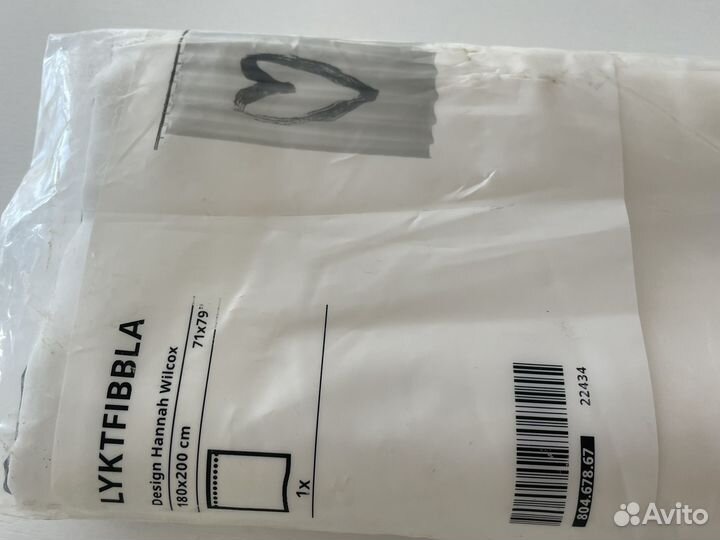 LYKTFIBBLA
Design Hannah Wilcox
180x200 cm
71x79"
1x
22434
804.678.67
Avito